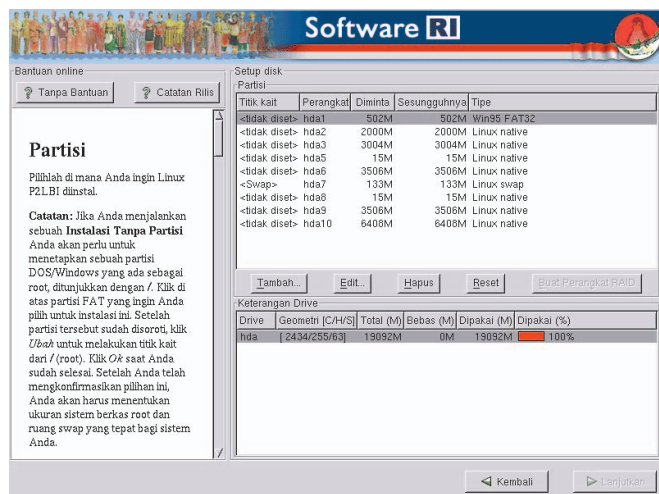 Software RI
Bantuan online
? Tanpa Bantuan
? Catatan Rilis
Partisi
Pilihlah di mana Anda ingin Linux
P2LBI diinstal.
Catatan: Jika Anda menjalankan
sebuah Instalasi Tanpa Partisi
Anda akan perlu untuk
menetapkan sebuah partisi
DOS/Windows yang ada sebagai
root, ditunjukkan dengan /. Klik di
atas partisi FAT yang ingin Anda
pilih untuk instalasi ini. Setelah
partisi tersebut sudah disoroti, klik
Ubah untuk melakukan titik kait
dari / (root). Klik Ok saat Anda
sudah selesai. Setelah Anda telah
mengkonfirmasikan pilihan ini,
Anda akan harus menentukan
ukuran sistem berkas root dan
ruang swap yang tepat bagi sistem
Anda.
Setup disk
Partisi
Titik kait Perangkat Diminta Sesungguhnya Tipe
<tidak diset> hda1 502M 502M Win95 FAT32
<tidak diset> hda2 2000M 2000M Linux native
<tidak diset> hda3 3004M 3004M Linux native
<tidak diset> hda5 15M 15M Linux native
<tidak diset> hda6 3506M 3506M Linux native
<Swap> hda7 133M 133M Linux swap
<tidak diset> hda8 15M 15M Linux native
<tidak diset> hda9 3506M 3506M Linux native
<tidak diset> hda10 6408M 6408M Linux native
Tambah... Edit... Hapus Reset Buat Perangkat RAID
Keterangan Drive
Drive Geometri [C/H/S] Total (M) Bebas (M) Dipakai (M) Dipakai (%)
hda [ 2434/255/63] 19092M 0M 19092M 100%
Kembali Lanjutkan